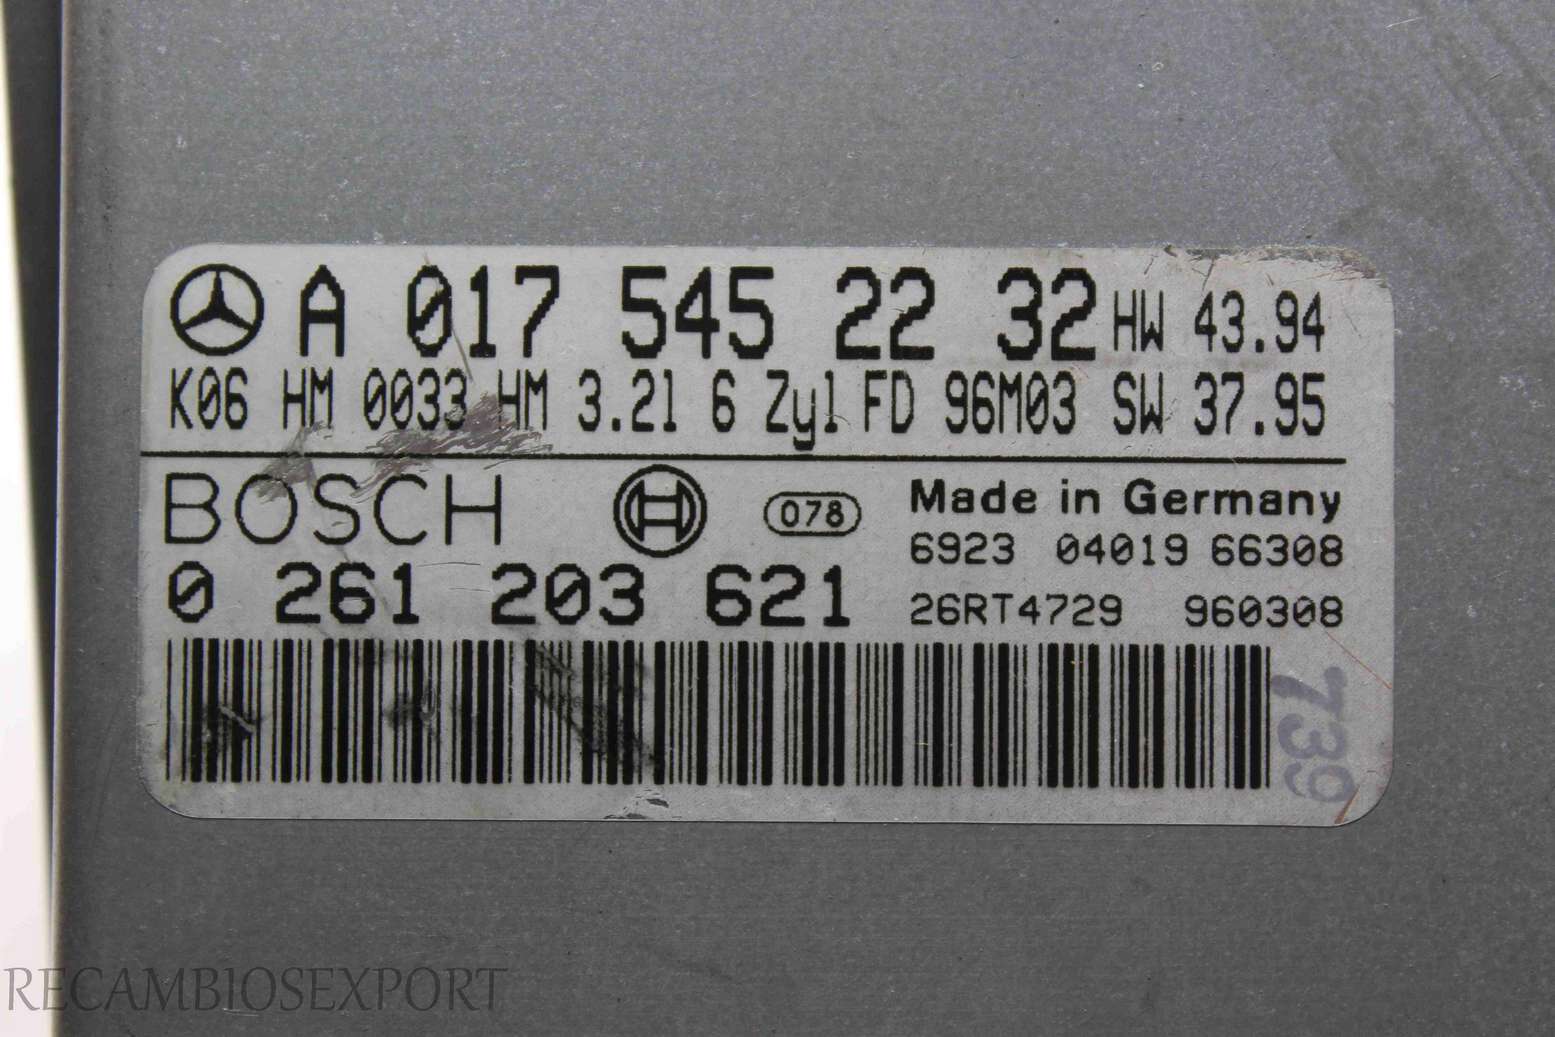 A 017 545 22 32 HW 43.94
K06 HM 0033 HM 3.2l 6 Zyl FD 96M03 SW 37.95
BOSCH 078 Made in Germany
6923 04019 66308
0 261 203 621 26RT4729 960308
739
RECAMBIOSEXPORT